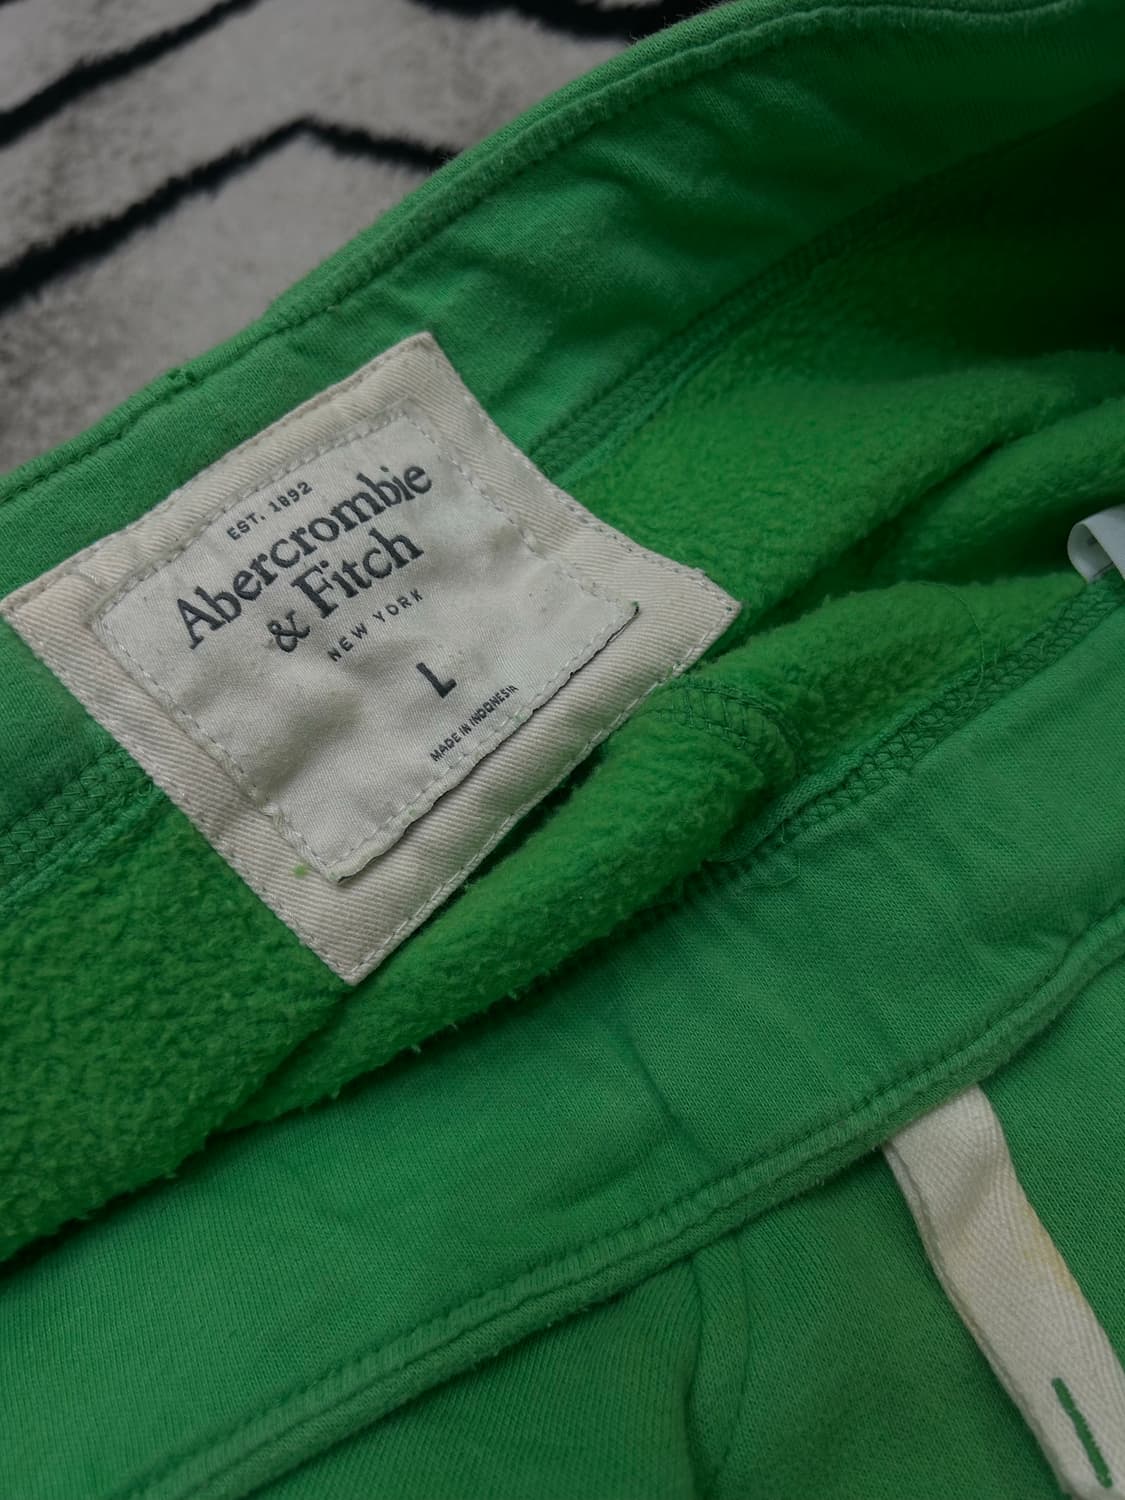 EST. 1892
Abercrombie
& Fitch
NEW YORK
L
MADE IN INDONESIA